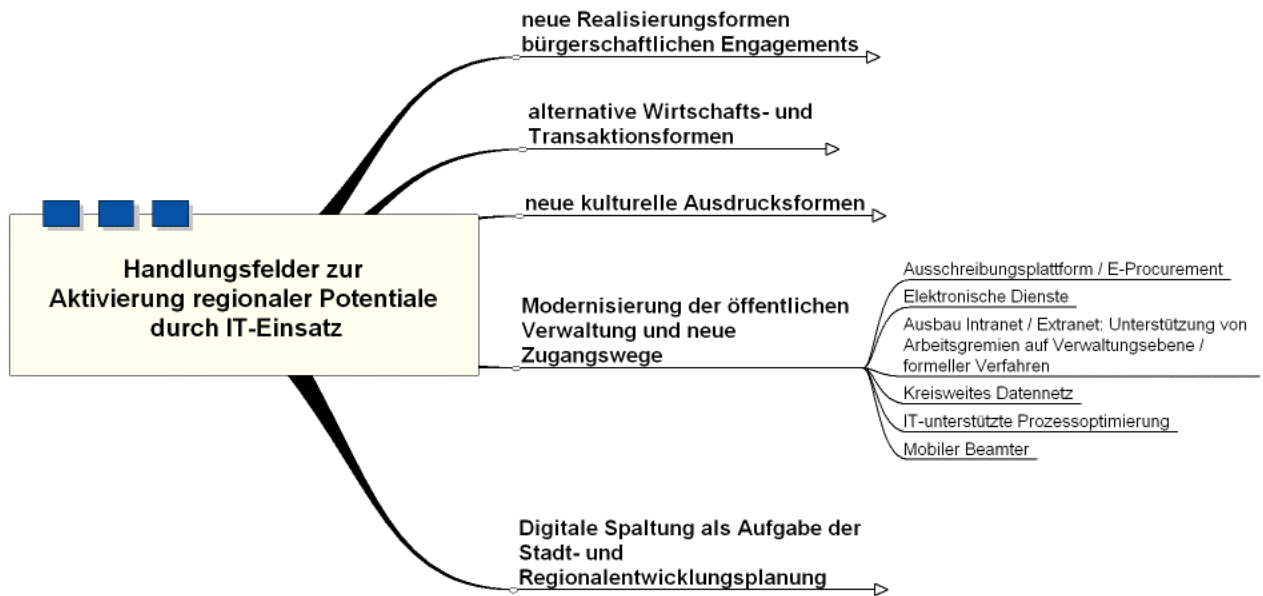 neue Realisierungsformen
bürgerschaftlichen Engagements
alternative Wirtschafts- und
Transaktionsformen
neue kulturelle Ausdrucksformen
Handlungsfelder zur
Aktivierung regionaler Potentiale
durch IT-Einsatz
Modernisierung der öffentlichen
Verwaltung und neue
Zugangswege
Ausschreibungsplattform / E-Procurement
Elektronische Dienste
Ausbau Intranet / Extranet: Unterstützung von
Arbeitsgremien auf Verwaltungsebene /
formeller Verfahren
Kreisweites Datennetz
IT-unterstützte Prozessoptimierung
Mobiler Beamter
Digitale Spaltung als Aufgabe der
Stadt- und
Regionalentwicklungsplanung